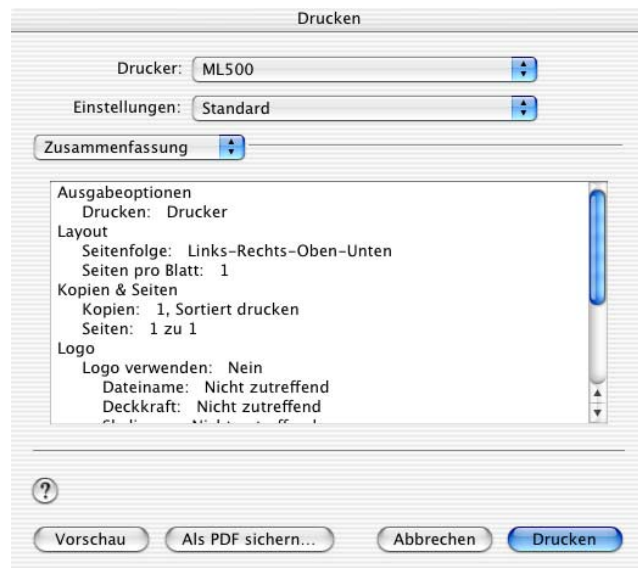 Drucken
Drucker: ML500
Einstellungen: Standard
Zusammenfassung
Ausgabeoptionen
Drucken: Drucker
Layout
Seitenfolge: Links-Rechts-Oben-Unten
Seiten pro Blatt: 1
Kopien & Seiten
Kopien: 1, Sortiert drucken
Seiten: 1 zu 1
Logo
Logo verwenden: Nein
Dateiname: Nicht zutreffend
Deckkraft: Nicht zutreffend
?
Vorschau Als PDF sichern... Abbrechen Drucken